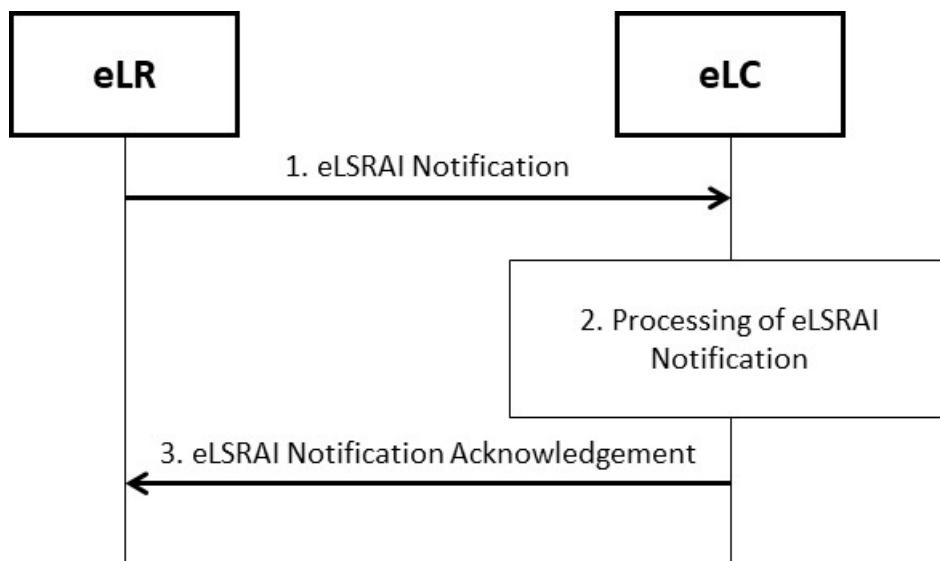 eLR
eLC
1. eLSRAI Notification
2. Processing of eLSRAI
Notification
3. eLSRAI Notification Acknowledgement